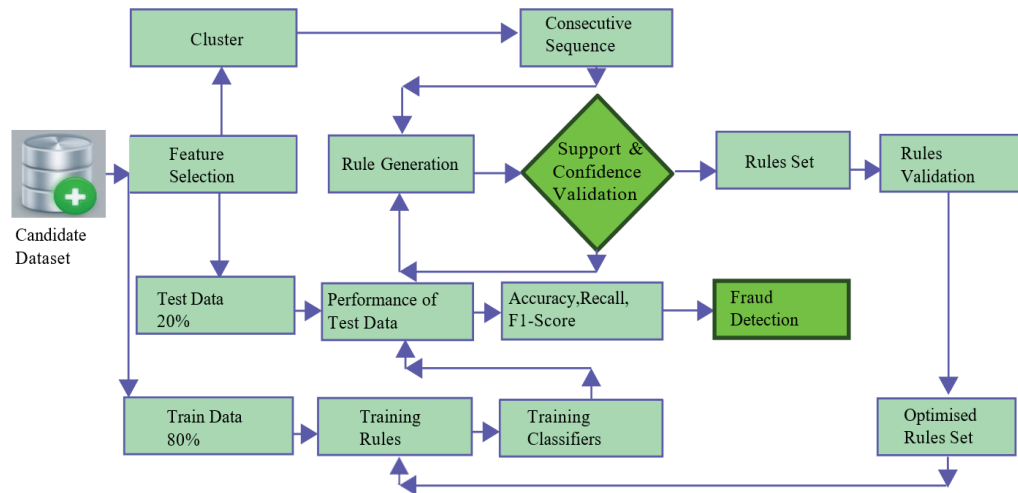 Cluster
Consecutive
Sequence
Feature
Selection
Rule Generation
Support &
Confidence
Validation
Rules Set
Rules
Validation
Candidate
Dataset
Test Data
20%
Performance of
Test Data
Accuracy,Recall,
F1-Score
Fraud
Detection
Train Data
80%
Training
Rules
Training
Classifiers
Optimised
Rules Set